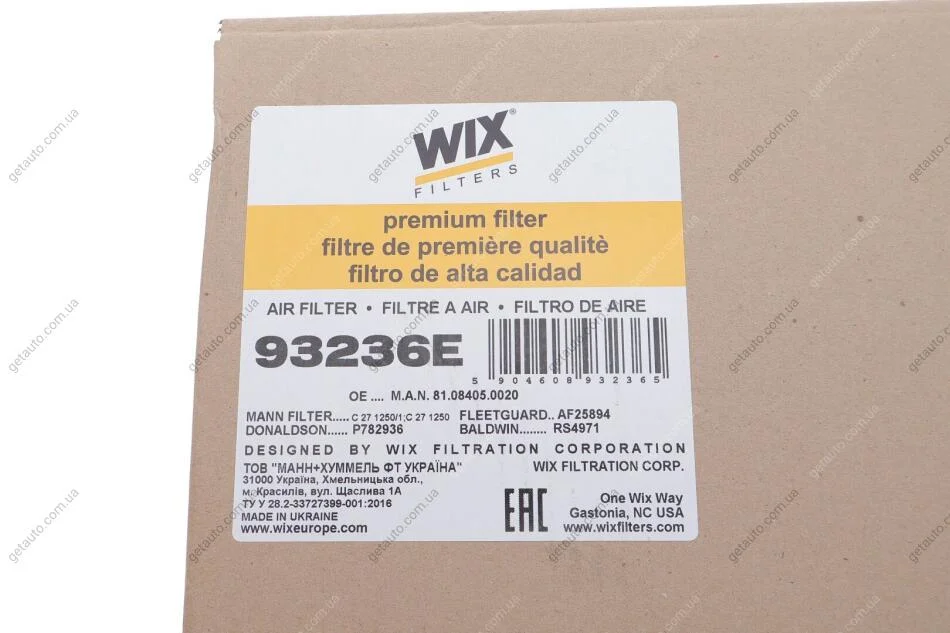 WIX®
FILTERS
premium filter
filtre de première qualitè
filtro de alta calidad
AIR FILTER • FILTRE A AIR • FILTRO DE AIRE
93236E
5 904608 932365
OE .... M.A.N. 81.08405.0020
MANN FILTER..... C 27 1250/1;C 27 1250 FLEETGUARD.. AF25894
DONALDSON...... P782936 BALDWIN........ RS4971
DESIGNED BY WIX FILTRATION CORPORATION
ТОВ "МАНН+ХУММЕЛЬ ФТ УКРАЇНА" WIX FILTRATION CORP.
31000 Україна, Хмельницька обл.,
м. Красилів, вул. Щаслива 1А
ТУ У 28.2-33727399-001:2016
MADE IN UKRAINE
www.wixeurope.com
EAC
One Wix Way
Gastonia, NC USA
www.wixfilters.com
getauto.com.ua